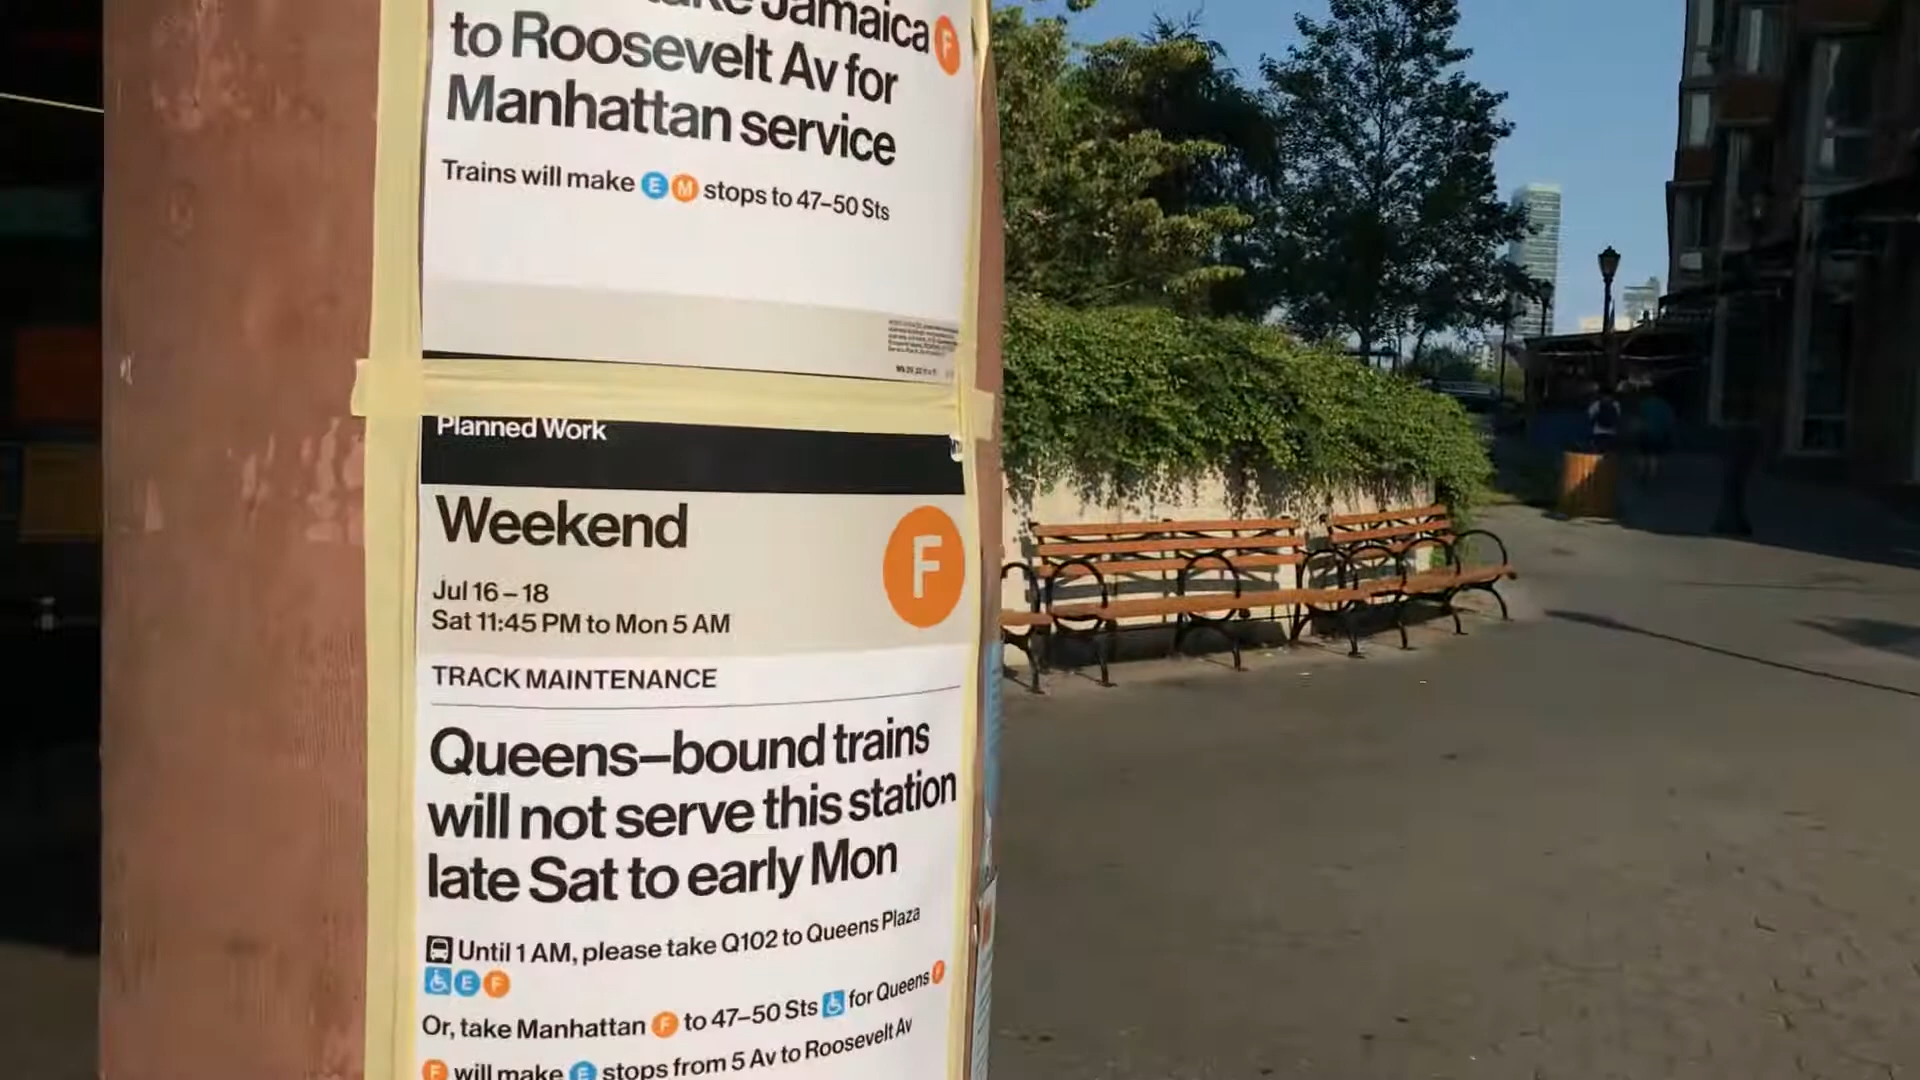 Jamaica F
to Roosevelt Av for
Manhattan service
Trains will make E M stops to 47–50 Sts
Planned Work
Weekend
F
Jul 16 – 18
Sat 11:45 PM to Mon 5 AM
TRACK MAINTENANCE
Queens–bound trains
will not serve this station
late Sat to early Mon
Until 1 AM, please take Q102 to Queens Plaza
E F
Or, take Manhattan F to 47–50 Sts for Queens F
F will make E stops from 5 Av to Roosevelt Av